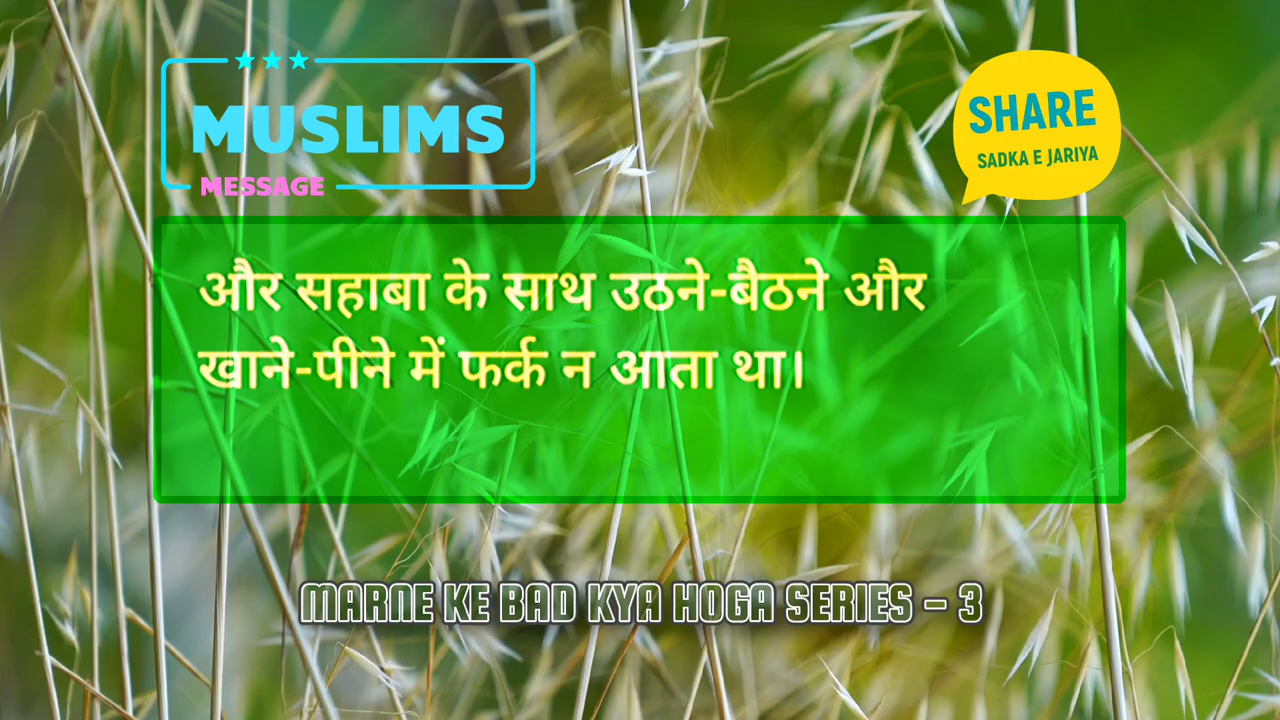 MUSLIMS
MESSAGE
SHARE
SADKA E JARIYA
और सहाबा के साथ उठने-बैठने और
खाने-पीने में फर्क न आता था।
MARNE KE BAD KYA HOGA SERIES - 3